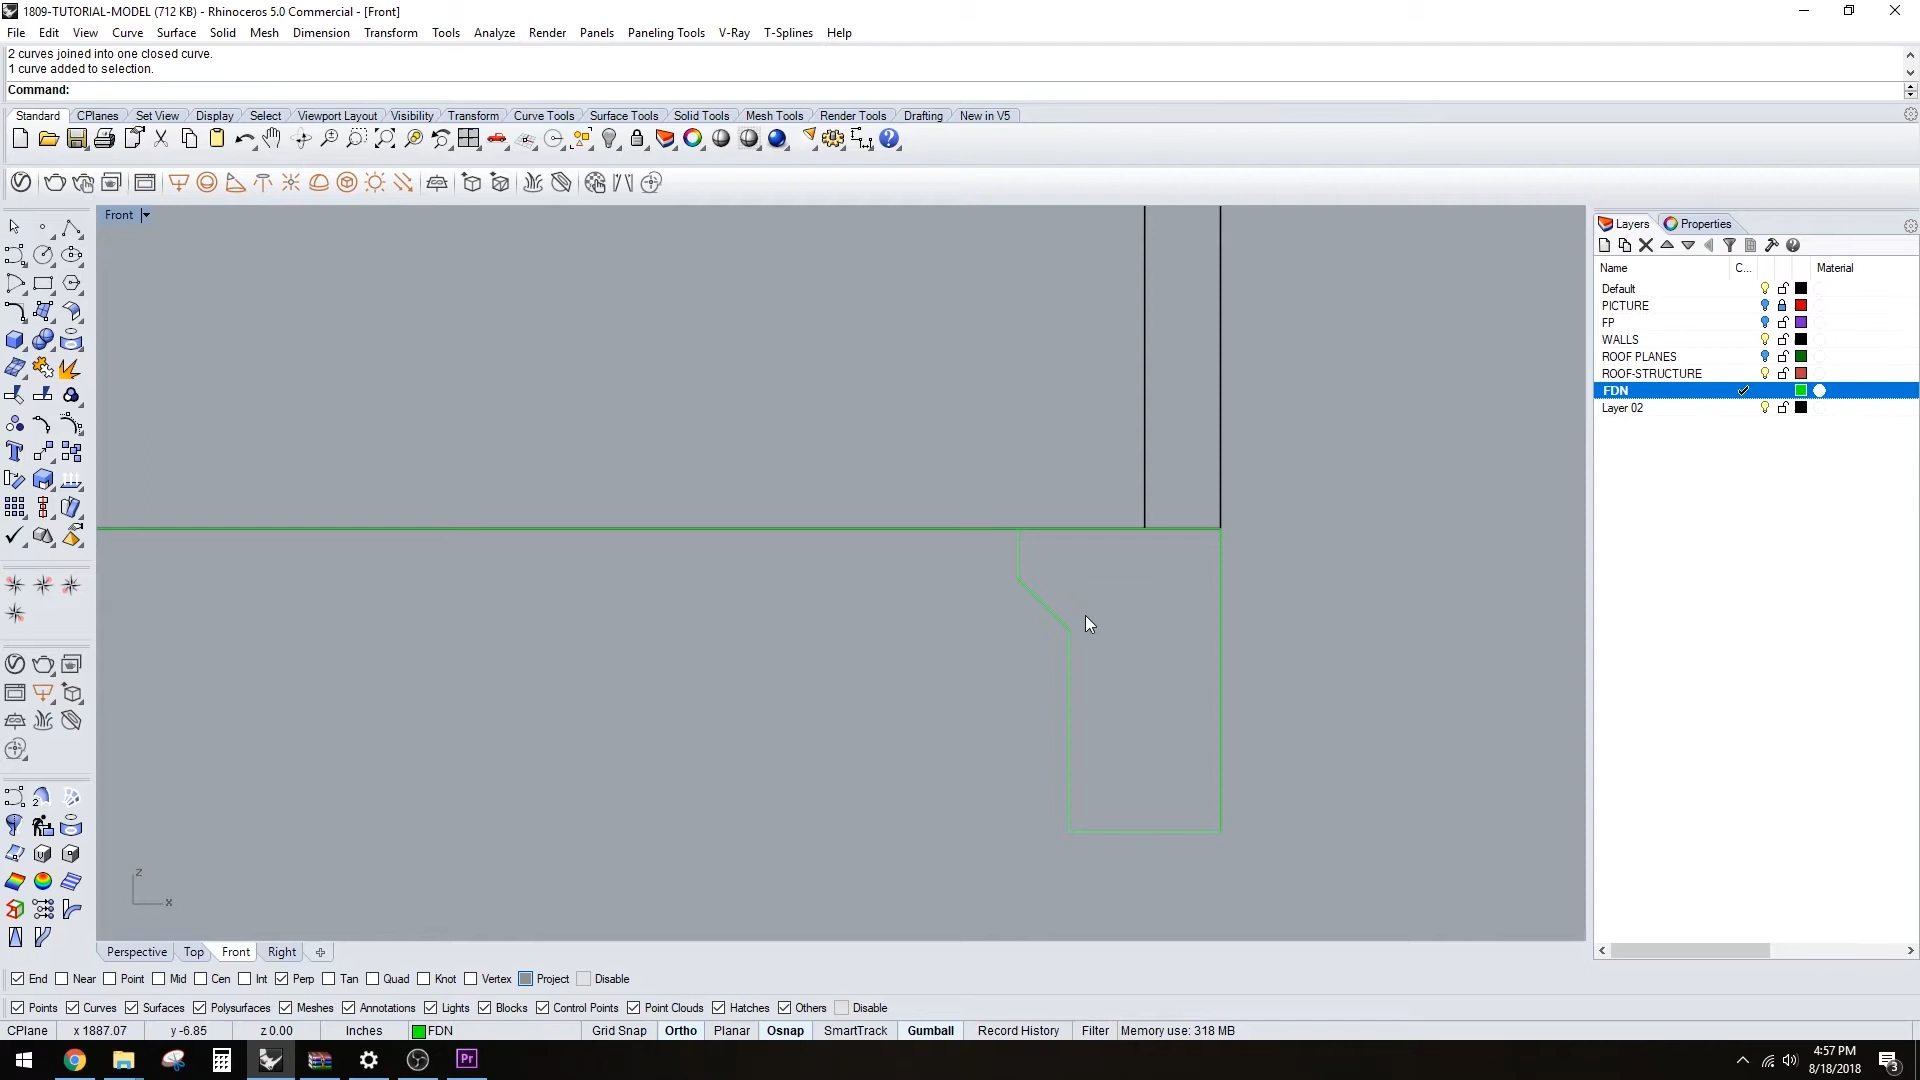 1809-TUTORIAL-MODEL (712 KB) - Rhinoceros 5.0 Commercial - [Front]
File Edit View Curve Surface Solid Mesh Dimension Transform Tools Analyze Render Panels Paneling Tools V-Ray T-Splines Help
2 curves joined into one closed curve.
1 curve added to selection.
Command:
Standard CPlanes Set View Display Select Viewport Layout Visibility Transform Curve Tools Surface Tools Solid Tools Mesh Tools Render Tools Drafting New in V5
Front
Layers Properties
Name C... Material
Default
PICTURE
FP
WALLS
ROOF PLANES
ROOF-STRUCTURE
FDN
Layer 02
z
x
Perspective Top Front Right
End Near Point Mid Cen Int Perp Tan Quad Knot Vertex Project Disable
Points Curves Surfaces Polysurfaces Meshes Annotations Lights Blocks Control Points Point Clouds Hatches Others Disable
CPlane x 1887.07 y -6.85 z 0.00 Inches FDN Grid Snap Ortho Planar Osnap SmartTrack Gumball Record History Filter Memory use: 318 MB
Pr
4:57 PM
8/18/2018
3